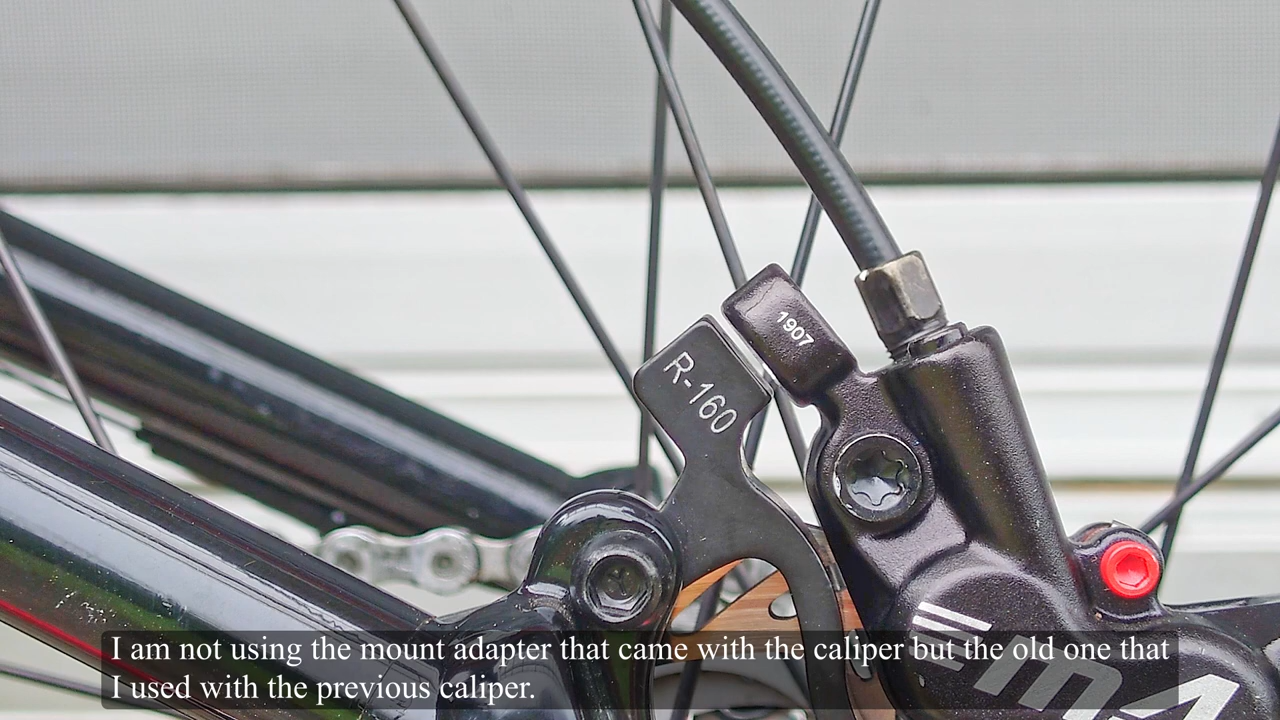 1907
R-160
I am not using the mount adapter that came with the caliper but the old one that
I used with the previous caliper.